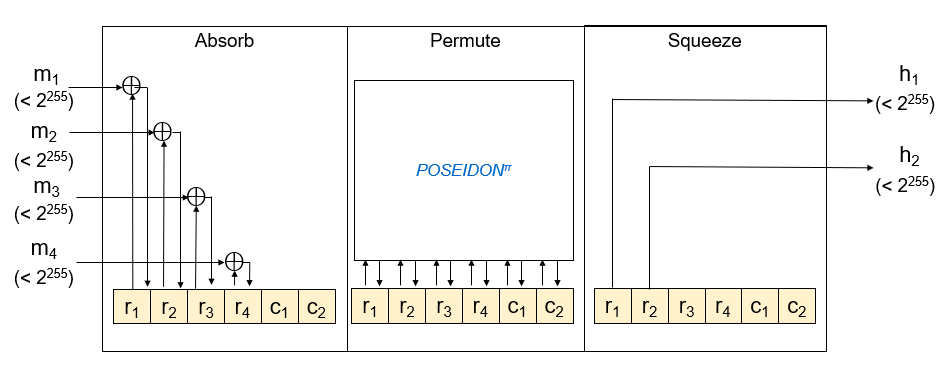 Absorb Permute Squeeze
m₁
(< 2²⁵⁵)
m₂
(< 2²⁵⁵)
m₃
(< 2²⁵⁵)
m₄
(< 2²⁵⁵)
r₁ r₂ r₃ r₄ c₁ c₂
POSEIDONᵖ
r₁ r₂ r₃ r₄ c₁ c₂
h₁
(< 2²⁵⁵)
h₂
(< 2²⁵⁵)
r₁ r₂ r₃ r₄ c₁ c₂